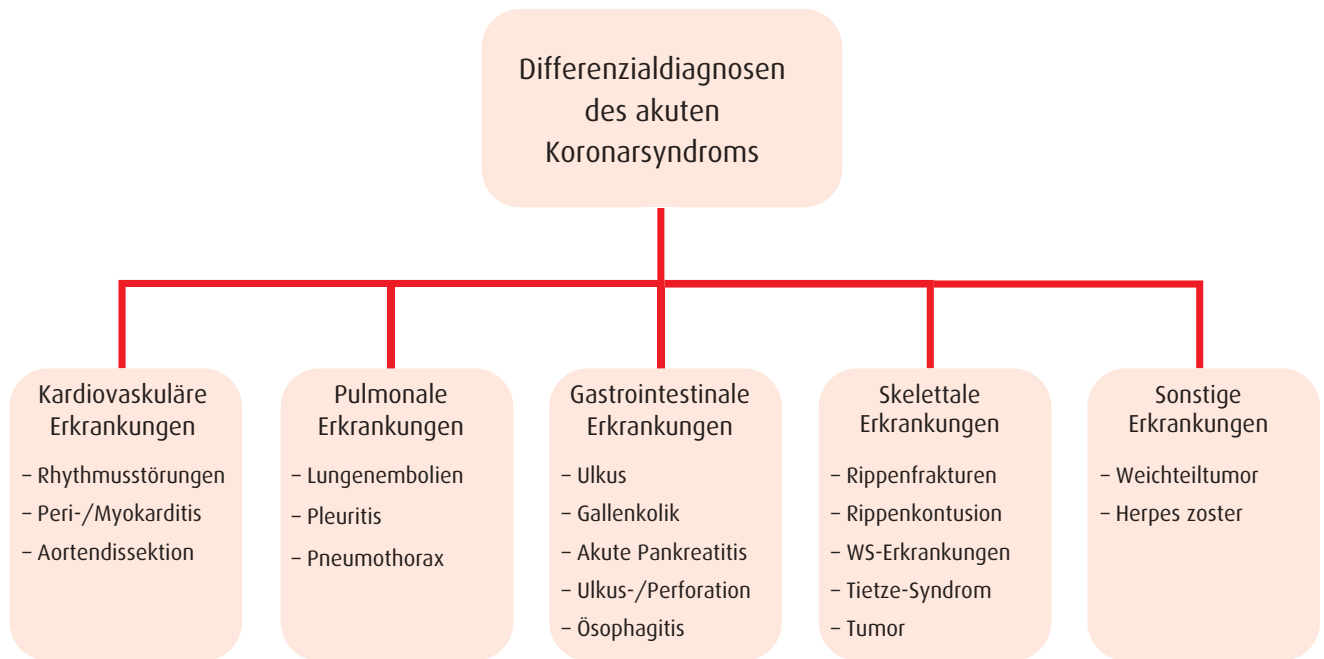 Differenzialdiagnosen
des akuten
Koronarsyndroms
Kardiovaskuläre
Erkrankungen
– Rhythmusstörungen
– Peri-/Myokarditis
– Aortendissektion
Pulmonale
Erkrankungen
– Lungenembolien
– Pleuritis
– Pneumothorax
Gastrointestinale
Erkrankungen
– Ulkus
– Gallenkolik
– Akute Pankreatitis
– Ulkus-/Perforation
– Ösophagitis
Skelettale
Erkrankungen
– Rippenfrakturen
– Rippenkontusion
– WS-Erkrankungen
– Tietze-Syndrom
– Tumor
Sonstige
Erkrankungen
– Weichteiltumor
– Herpes zoster